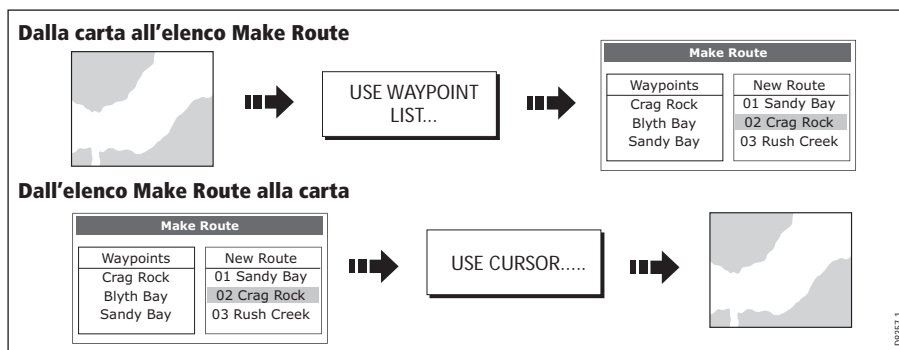 Dalla carta all'elenco Make Route
USE WAYPOINT
LIST...
Make Route
Waypoints
Crag Rock
Blyth Bay
Sandy Bay
New Route
01 Sandy Bay
02 Crag Rock
03 Rush Creek
Dall'elenco Make Route alla carta
Make Route
Waypoints
Crag Rock
Blyth Bay
Sandy Bay
New Route
01 Sandy Bay
02 Crag Rock
03 Rush Creek
USE CURSOR.....